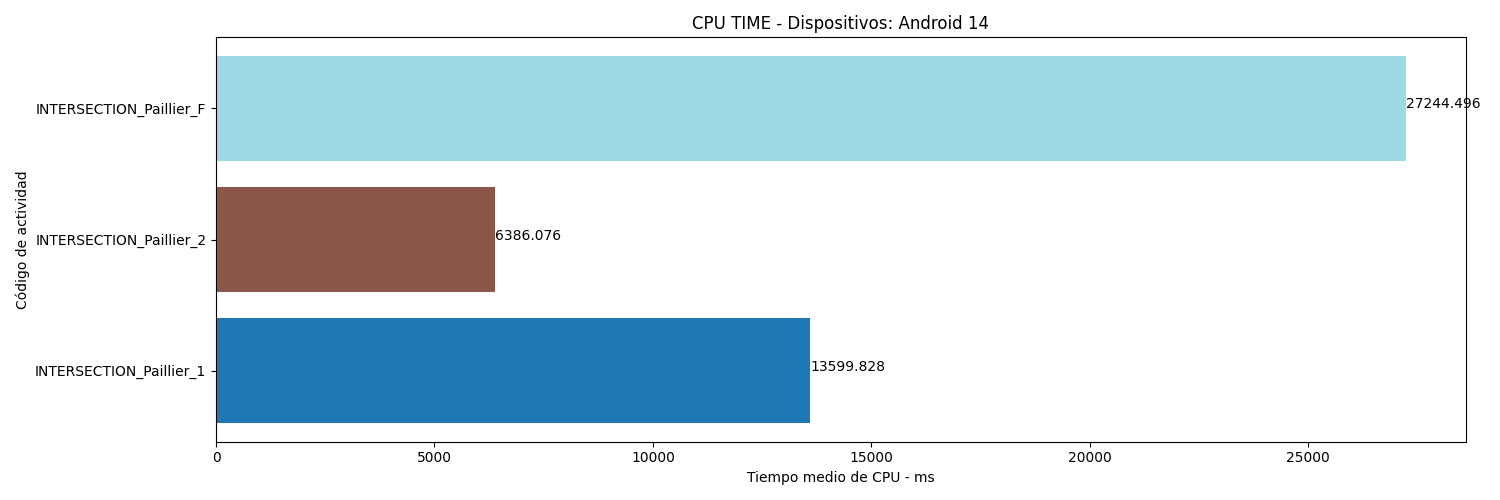 CPU TIME - Dispositivos: Android 14
INTERSECTION_Paillier_F
27244.496
INTERSECTION_Paillier_2
6386.076
INTERSECTION_Paillier_1
13599.828
Código de actividad
0 5000 10000 15000 20000 25000
Tiempo medio de CPU - ms